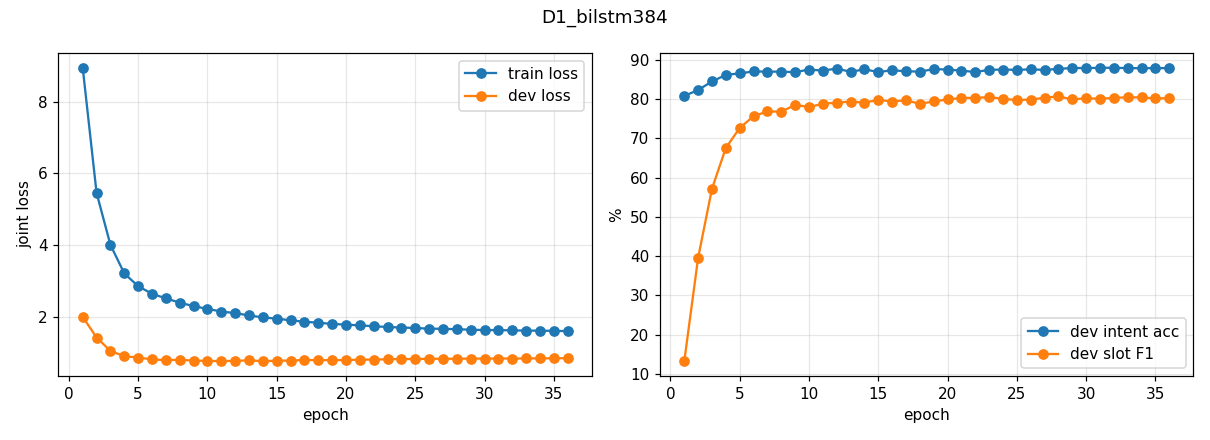 D1_bilstm384
joint loss
8
6
4
2
train loss
dev loss
0 5 10 15 20 25 30 35
epoch
%
90
80
70
60
50
40
30
20
10
dev intent acc
dev slot F1
0 5 10 15 20 25 30 35
epoch